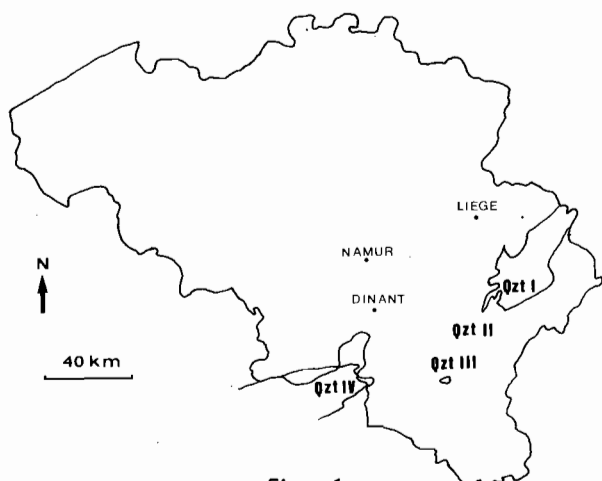 LIEGE
NAMUR
N
DINANT
Qzt I
Qzt II
Qzt III
40 km
Qzt IV